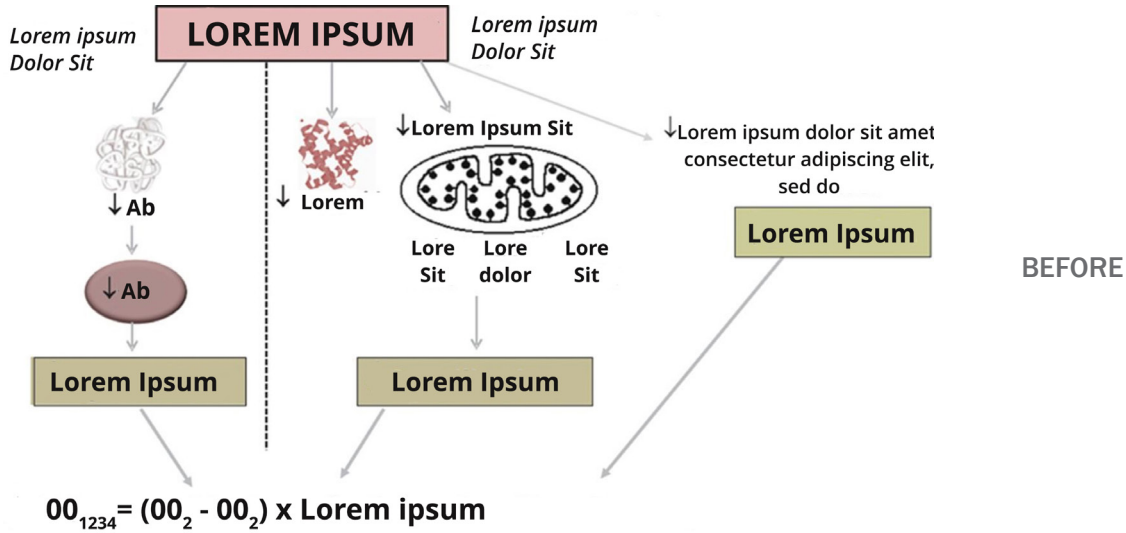 Lorem ipsum
Dolor Sit
LOREM IPSUM
Lorem ipsum
Dolor Sit
↓ Ab
↓ Ab
Lorem Ipsum
↓ Lorem
↓Lorem Ipsum Sit
Lore Lore Lore
Sit dolor Sit
Lorem Ipsum
↓Lorem ipsum dolor sit amet
consectetur adipiscing elit,
sed do
Lorem Ipsum
BEFORE
00₁₂₃₄= (00₂ - 00₂) x Lorem ipsum